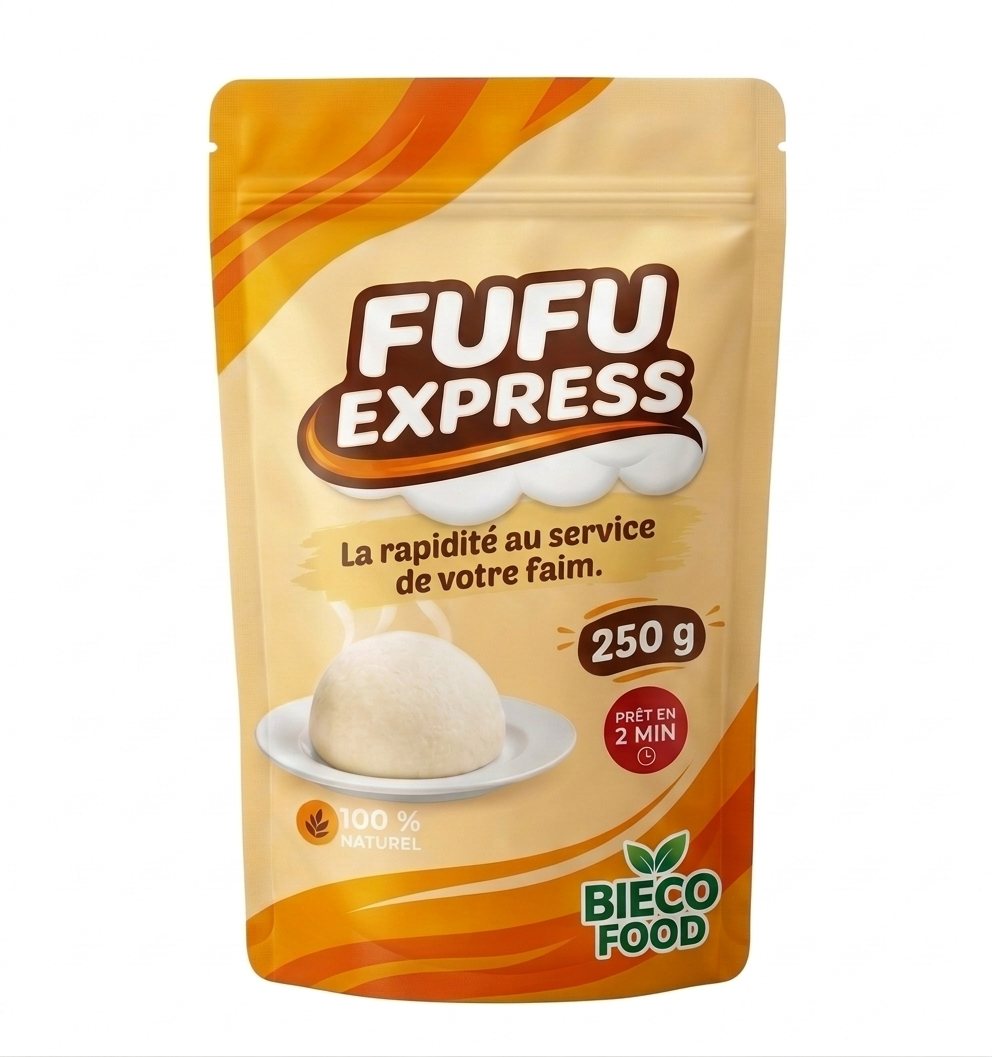 FUFU
EXPRESS
La rapidité au service
de votre faim.
250 g
PRÊT EN
2 MIN
100 %
NATUREL
BIECO
FOOD